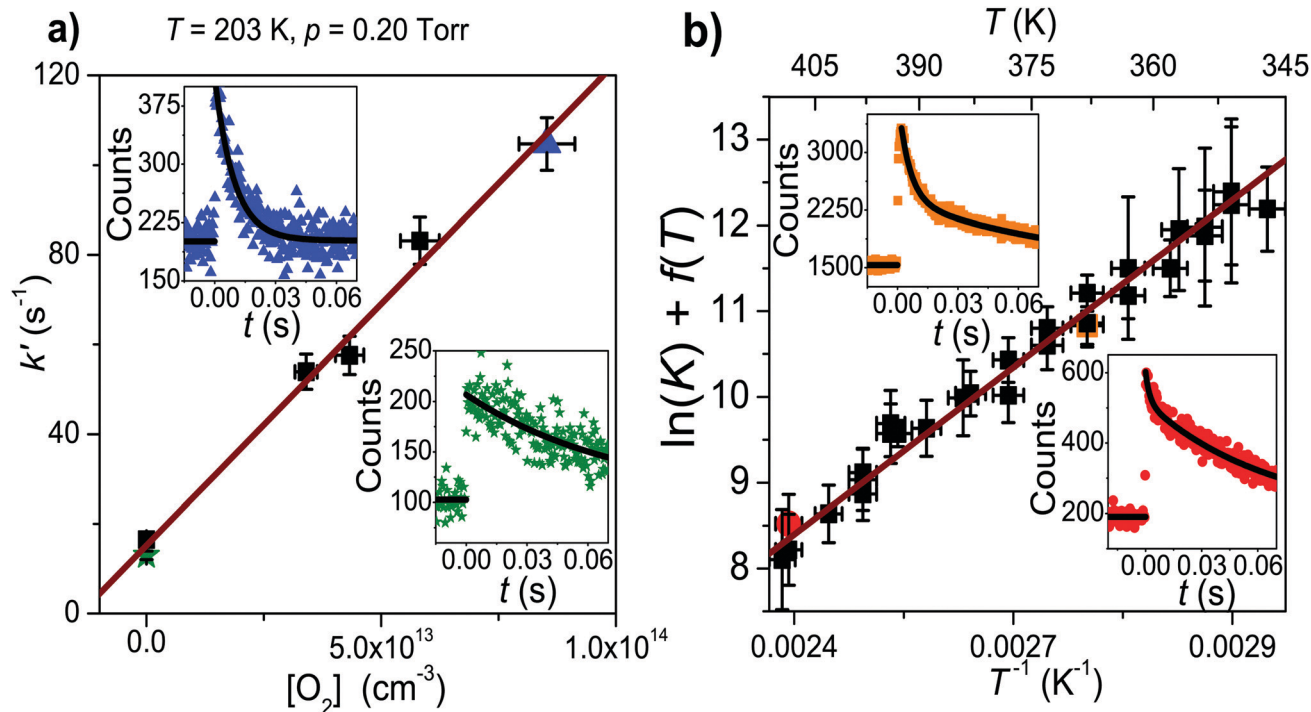 a)
T = 203 K, p = 0.20 Torr
120
80
40
0
k' (s⁻¹)
0.0
5.0x10¹³
1.0x10¹⁴
[O₂] (cm⁻³)
375
300
225
150
Counts
0.00
0.03
0.06
t (s)
250
200
150
100
Counts
0.00
0.03
0.06
t (s)
b)
T (K)
405
390
375
360
345
13
12
11
10
9
8
ln(K) + f(T)
0.0024
0.0027
0.0029
T⁻¹ (K⁻¹)
3000
2250
1500
Counts
0.00
0.03
0.06
t (s)
600
400
200
Counts
0.00
0.03
0.06
t (s)